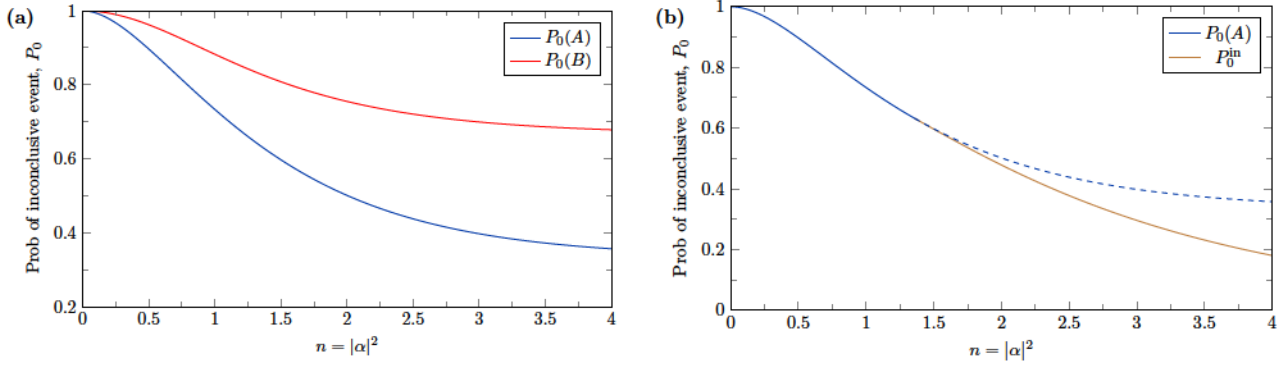 (a)
Prob of inconclusive event, P₀
1
0.8
0.6
0.4
0.2
0
0.5
1
1.5
2
2.5
3
3.5
4
n = |α|²
P₀(A)
P₀(B)
(b)
Prob of inconclusive event, P₀
1
0.8
0.6
0.4
0.2
0
0
0.5
1
1.5
2
2.5
3
3.5
4
n = |α|²
P₀(A)
P₀ⁱⁿ